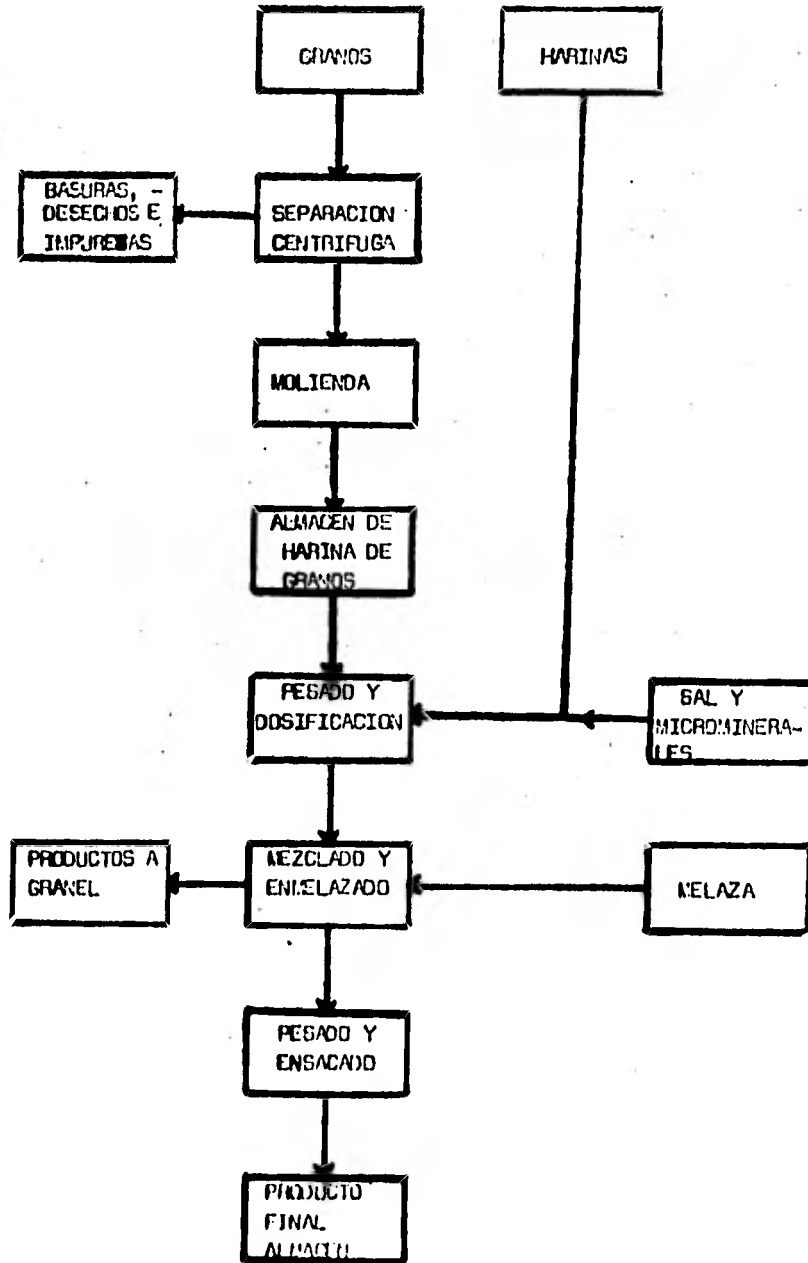 GRANOS
HARINAS
BASURAS, -
DESECHOS E
IMPUREZAS
SEPARACION
CENTRIFUGA
MOLIENDA
ALMACEN DE
HARINA DE
GRANOS
PESADO Y
DOSIFICACION
SAL Y
MICROMINERA-
LES
PRODUCTOS A
GRANEL
MEZCLADO Y
ENMELAZADO
MELAZA
PESADO Y
ENSACADO
PRODUCTO
FINAL
ALMACEN